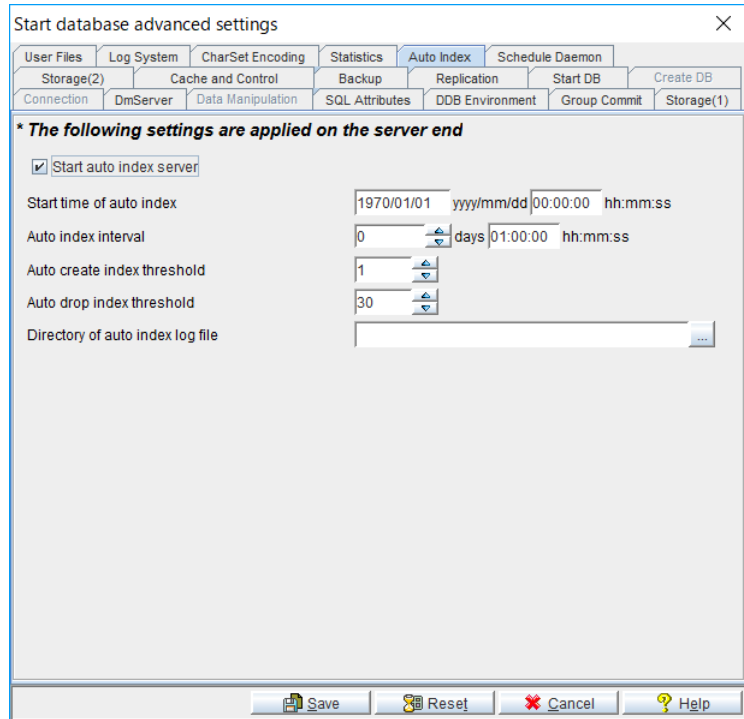 Start database advanced settings
User Files Log System CharSet Encoding Statistics Auto Index Schedule Daemon
Storage(2) Cache and Control Backup Replication Start DB Create DB
Connection DmServer Data Manipulation SQL Attributes DDB Environment Group Commit Storage(1)
* The following settings are applied on the server end
Start auto index server
Start time of auto index 1970/01/01 yyyy/mm/dd 00:00:00 hh:mm:ss
Auto index interval 0 days 01:00:00 hh:mm:ss
Auto create index threshold 1
Auto drop index threshold 30
Directory of auto index log file ...
Save Reset Cancel Help